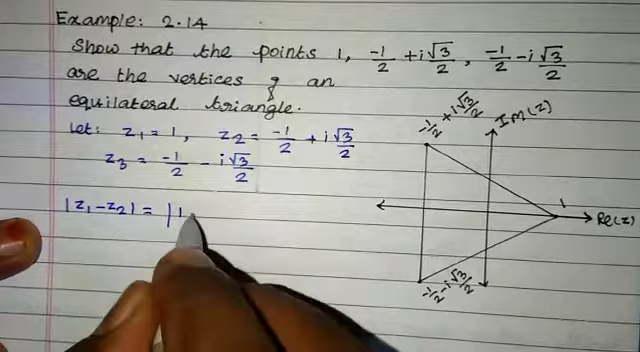 Example: 2.14
Show that the points 1, -1/2 + i√3/2, -1/2 - i√3/2
are the vertices of an
equilateral triangle.
Let: z₁ = 1, z₂ = -1/2 + i√3/2
z₃ = -1/2 - i√3/2
|z₁ - z₂| = |1
-1/2 + i√3/2
Im(z)
1
Re(z)
-1/2 - i√3/2